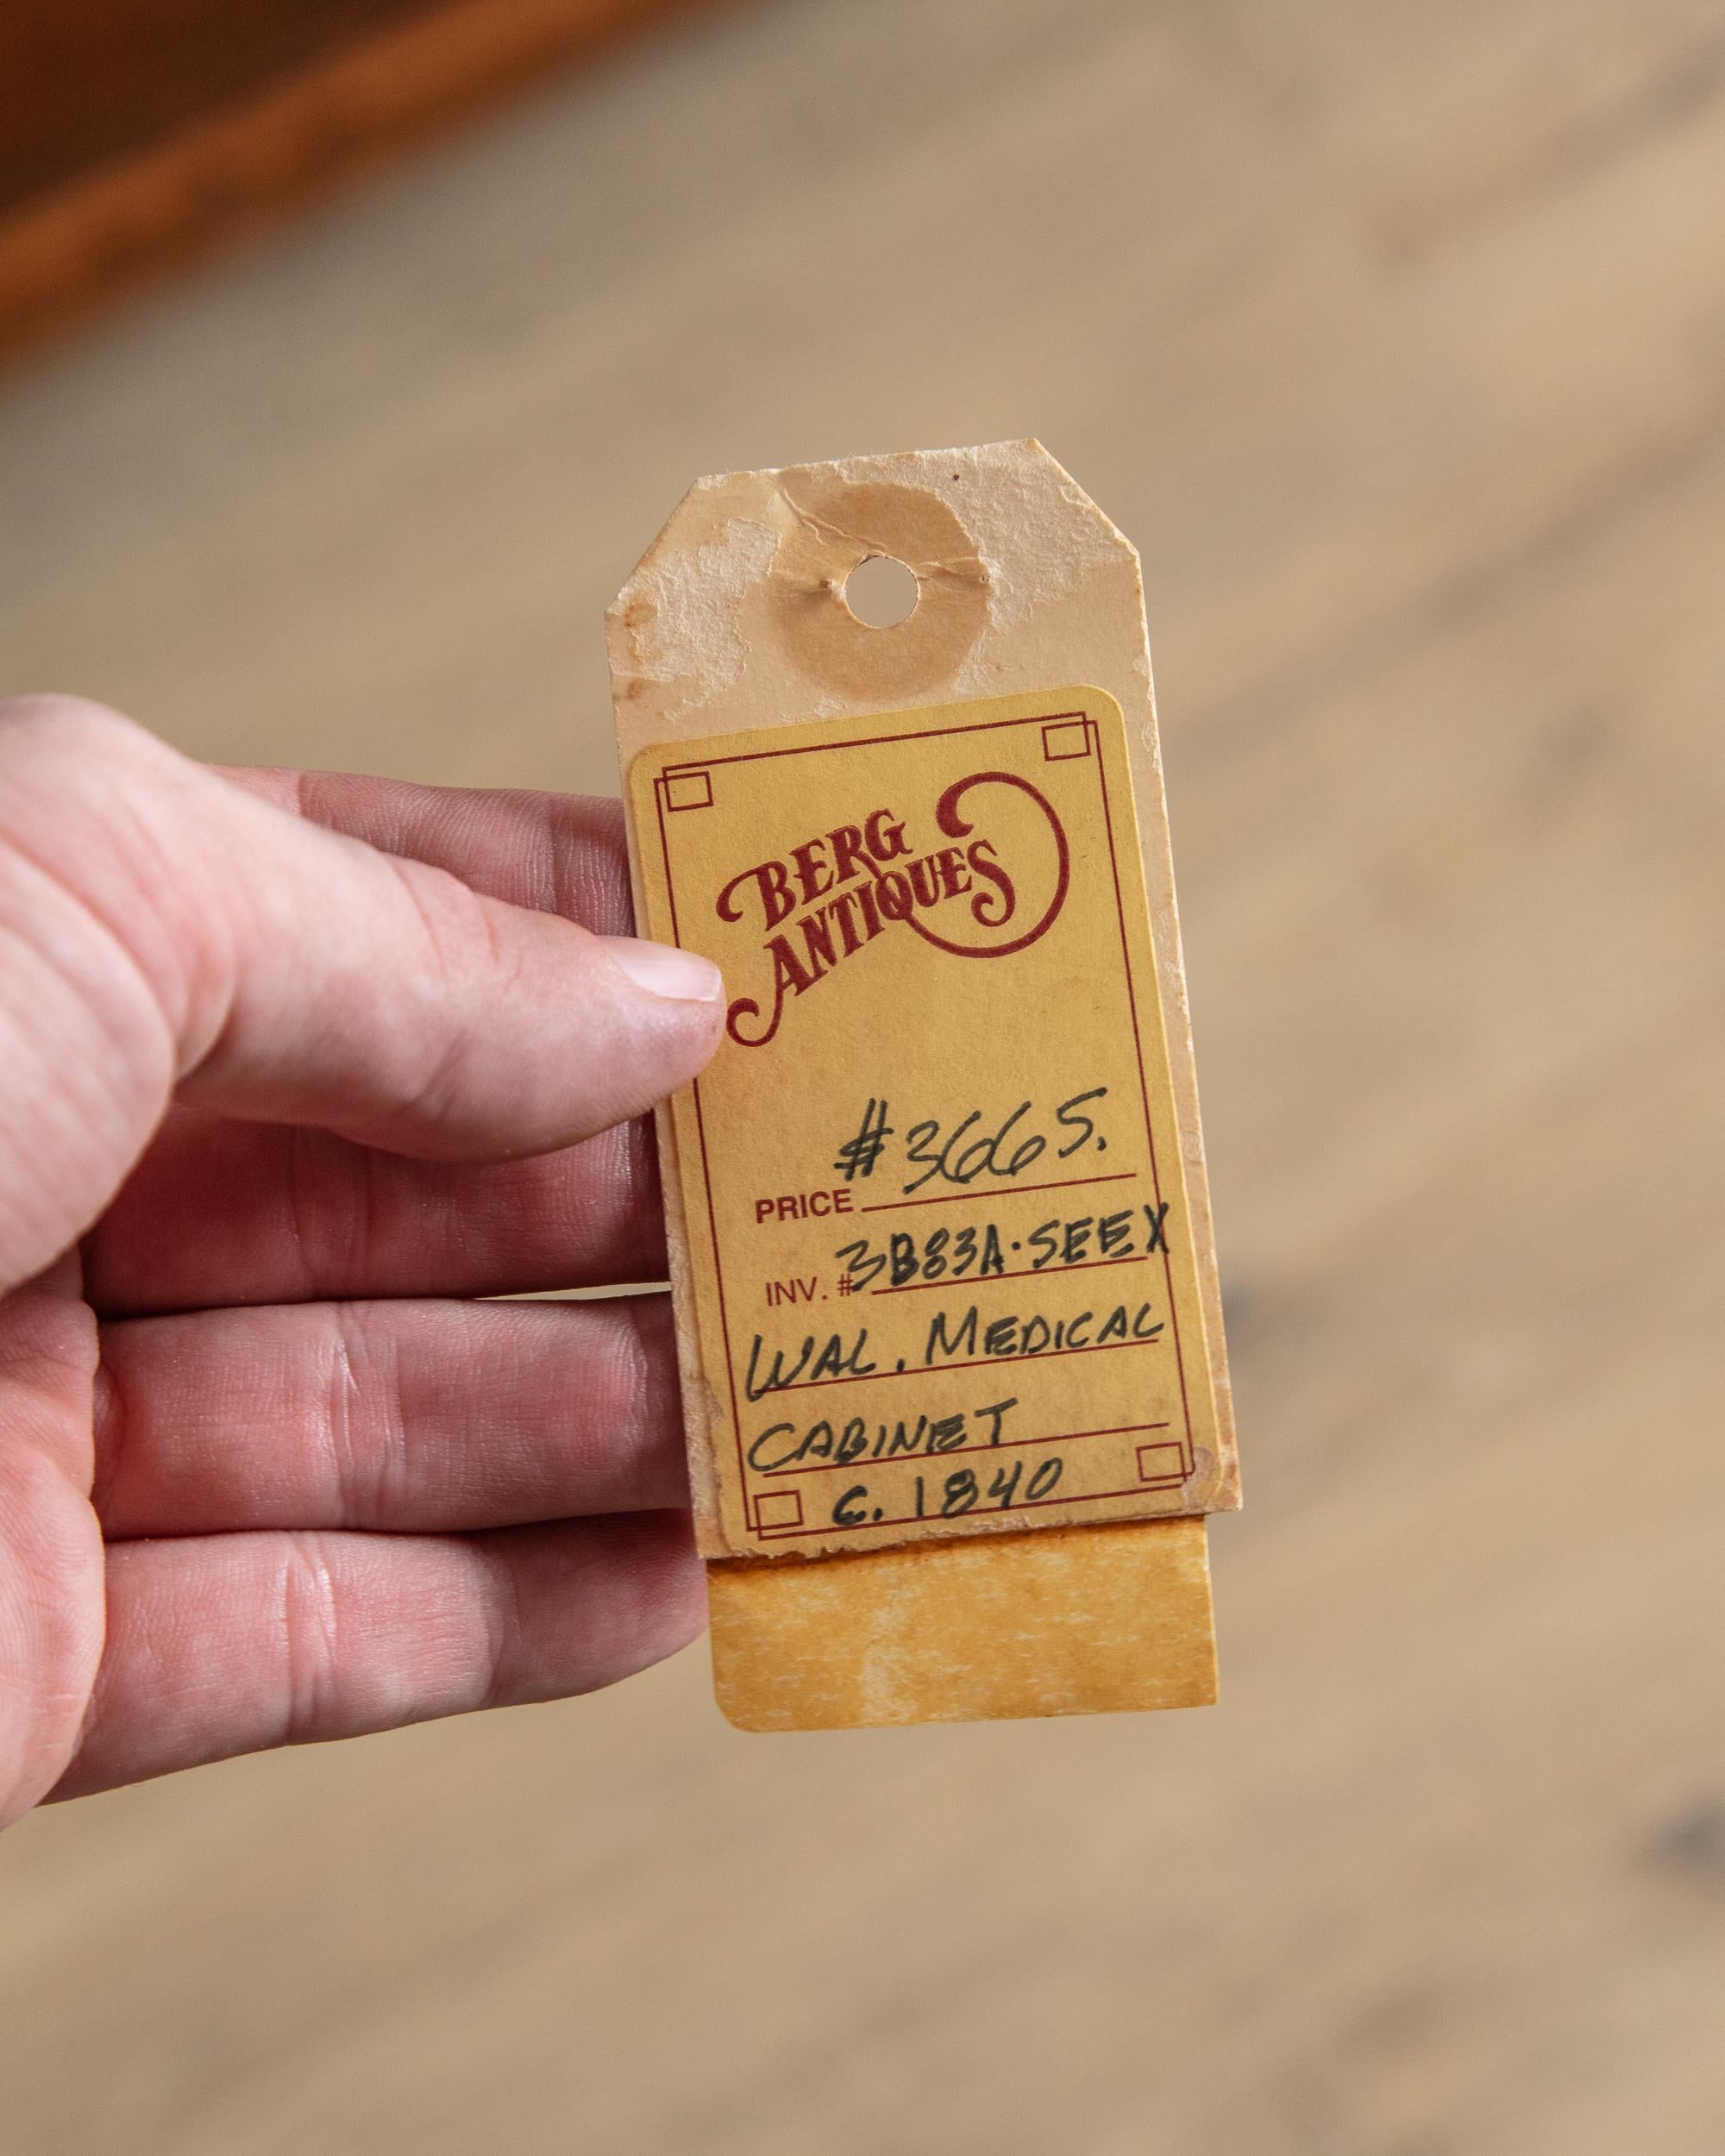 BERG
ANTIQUES
PRICE #3665.
INV. # 3B83A·SEEX
WAL. MEDICAL
CABINET
C. 1840